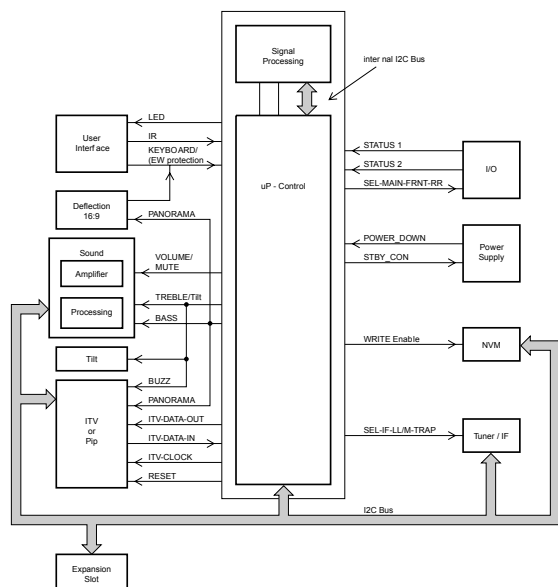 Signal
Processing
inter nal I2C Bus
LED
User
Interface
IR
KEYBOARD/
(EW protection
uP - Control
STATUS 1
STATUS 2
I/O
SEL-MAIN-FRNT-RR
Deflection
16:9
PANORAMA
Sound
Amplifier
VOLUME/
MUTE
POWER_DOWN
STBY_CON
Power
Supply
Processing
TREBLE/Tilt
BASS
WRITE Enable
NVM
Tilt
ITV
or
Pip
BUZZ
PANORAMA
ITV-DATA-OUT
ITV-DATA-IN
ITV-CLOCK
RESET
SEL-IF-LL/M-TRAP
Tuner / IF
I2C Bus
Expansion
Slot